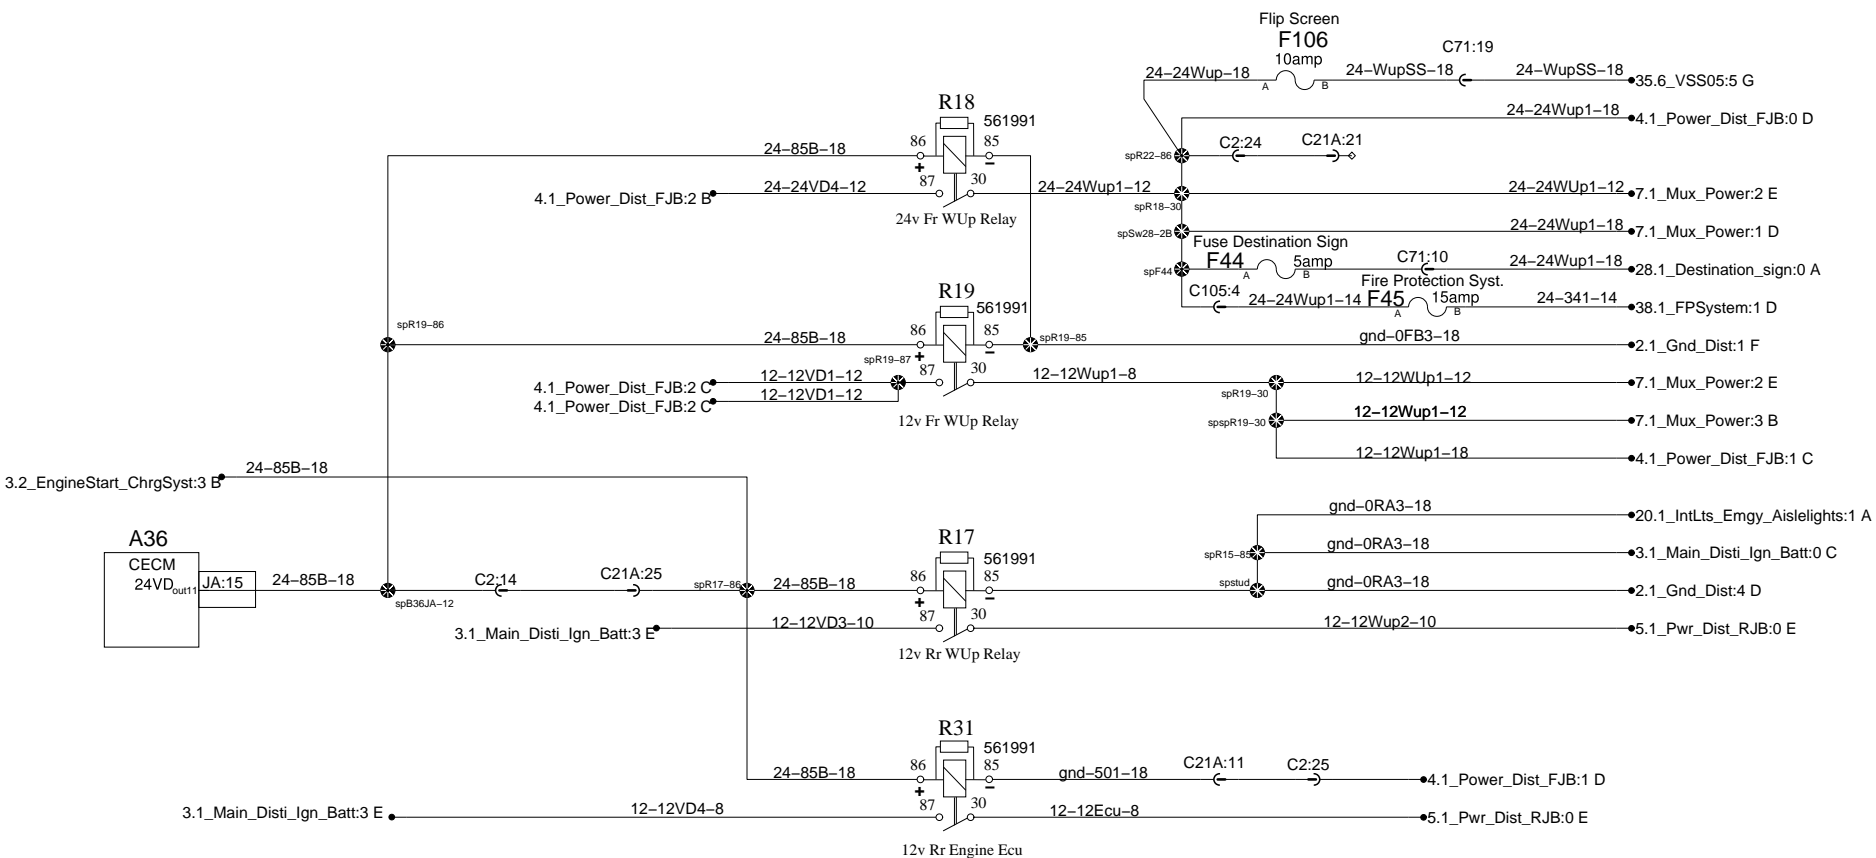 Flip Screen
F106
10amp
C71:19
24-24Wup-18
A
B
24-WupSS-18
24-WupSS-18
35.6_VSS05:5 G
R18
561991
24-24Wup1-18
4.1_Power_Dist_FJB:0 D
86
85
24-85B-18
+
-
spR22-86
C2:24
C21A:21
87
30
4.1_Power_Dist_FJB:2 B
24-24VD4-12
24-24Wup1-12
24-24WUp1-12
7.1_Mux_Power:2 E
spR18-30
24v Fr WUp Relay
spSw28-2B
24-24Wup1-18
7.1_Mux_Power:1 D
Fuse Destination Sign
F44
5amp
A
B
spF44
C71:10
24-24Wup1-18
28.1_Destination_sign:0 A
Fire Protection Syst.
R19
561991
C105:4
24-24Wup1-14
F45
15amp
A
B
24-341-14
38.1_FPSystem:1 D
spR19-86
86
85
24-85B-18
+
-
spR19-85
gnd-0FB3-18
2.1_Gnd_Dist:1 F
spR19-87
87
30
4.1_Power_Dist_FJB:2 C
12-12VD1-12
12-12Wup1-8
12-12WUp1-12
7.1_Mux_Power:2 E
4.1_Power_Dist_FJB:2 C
12-12VD1-12
spR19-30
12v Fr WUp Relay
spspR19-30
12-12Wup1-12
7.1_Mux_Power:3 B
12-12Wup1-18
4.1_Power_Dist_FJB:1 C
3.2_EngineStart_ChrgSyst:3 B
24-85B-18
gnd-0RA3-18
20.1_IntLts_Emgy_Aislelights:1 A
A36
CECM
24VD
out11
JA:15
R17
561991
spR15-85
gnd-0RA3-18
3.1_Main_Disti_Ign_Batt:0 C
24-85B-18
spB36JA-12
C2:14
C21A:25
spR17-86
24-85B-18
86
85
+
-
spstud
gnd-0RA3-18
2.1_Gnd_Dist:4 D
3.1_Main_Disti_Ign_Batt:3 E
12-12VD3-10
87
30
12-12Wup2-10
5.1_Pwr_Dist_RJB:0 E
12v Rr WUp Relay
R31
561991
86
85
24-85B-18
+
-
gnd-501-18
C21A:11
C2:25
4.1_Power_Dist_FJB:1 D
3.1_Main_Disti_Ign_Batt:3 E
12-12VD4-8
87
30
12-12Ecu-8
5.1_Pwr_Dist_RJB:0 E
12v Rr Engine Ecu